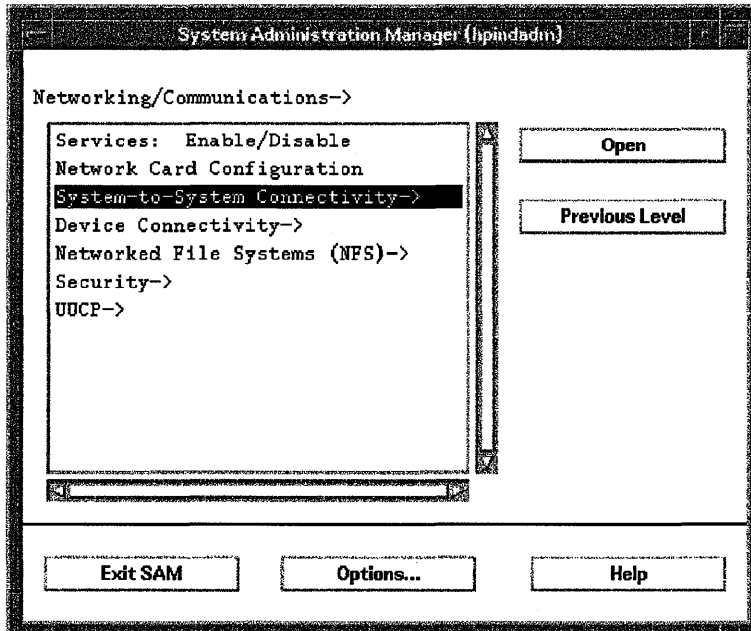 System Administration Manager (hpindadm)
Networking/Communications->
Services:  Enable/Disable
Network Card Configuration
System-to-System Connectivity->
Device Connectivity->
Networked File Systems (NFS)->
Security->
UUCP->
Open
Previous Level
Exit SAM
Options...
Help